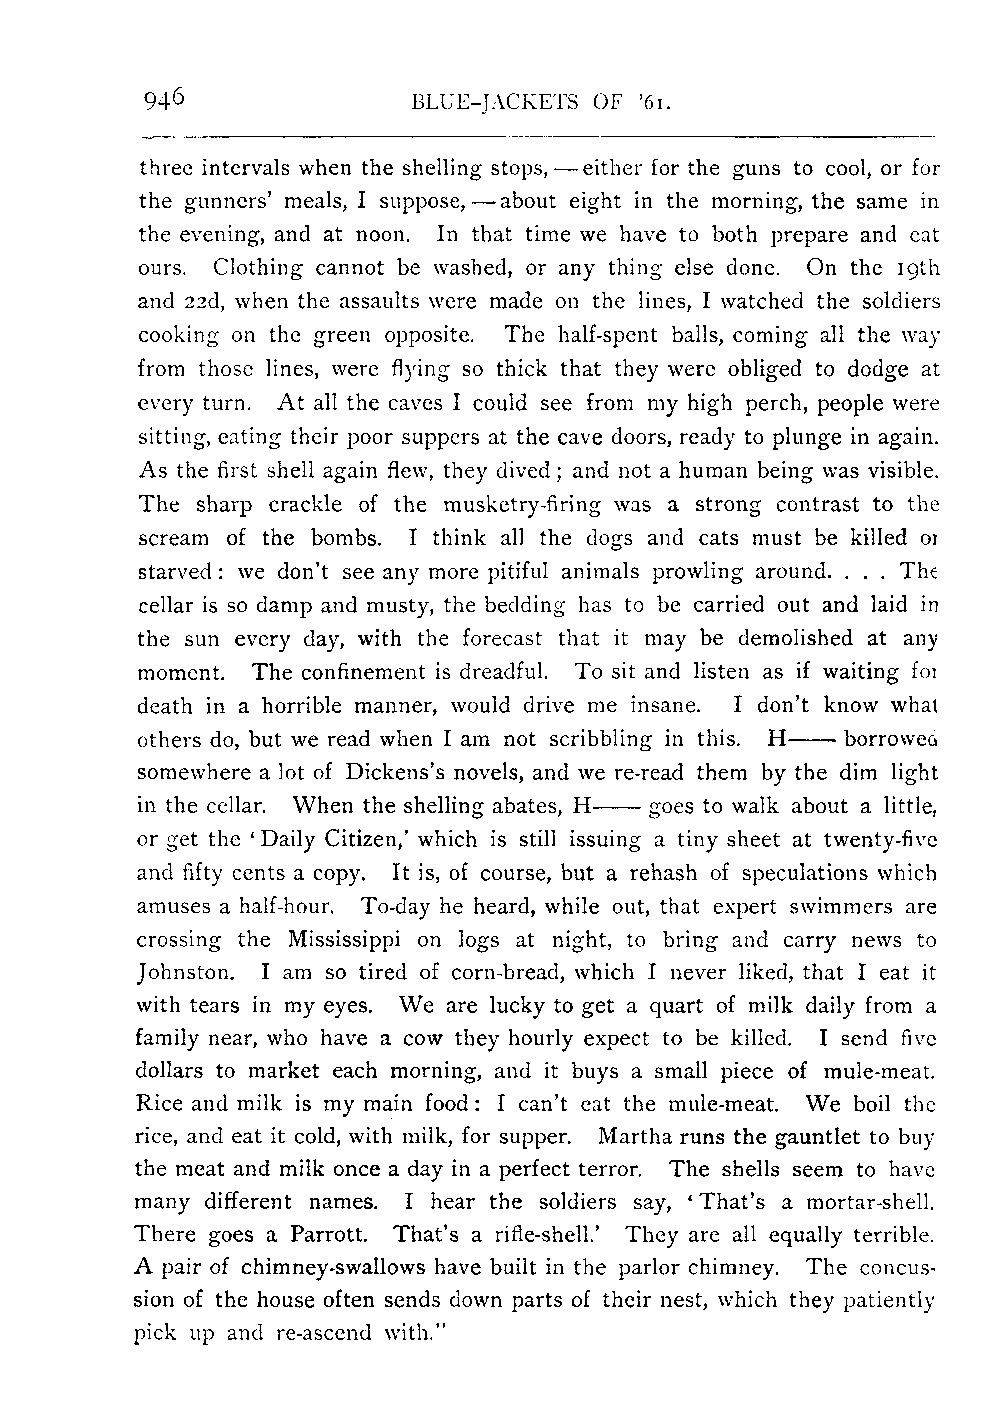 946 BLUE-JACKETS OF '61.
three intervals when the shelling stops, — either for the guns to cool, or for
the gunners' meals, I suppose, — about eight in the morning, the same in
the evening, and at noon. In that time we have to both prepare and eat
ours. Clothing cannot be washed, or any thing else done. On the 19th
and 22d, when the assaults were made on the lines, I watched the soldiers
cooking on the green opposite. The half-spent balls, coming all the way
from those lines, were flying so thick that they were obliged to dodge at
every turn. At all the caves I could see from my high perch, people were
sitting, eating their poor suppers at the cave doors, ready to plunge in again.
As the first shell again flew, they dived; and not a human being was visible.
The sharp crackle of the musketry-firing was a strong contrast to the
scream of the bombs. I think all the dogs and cats must be killed or
starved: we don't see any more pitiful animals prowling around. . . . The
cellar is so damp and musty, the bedding has to be carried out and laid in
the sun every day, with the forecast that it may be demolished at any
moment. The confinement is dreadful. To sit and listen as if waiting for
death in a horrible manner, would drive me insane. I don't know what
others do, but we read when I am not scribbling in this. H—— borrowed
somewhere a lot of Dickens's novels, and we re-read them by the dim light
in the cellar. When the shelling abates, H—— goes to walk about a little,
or get the 'Daily Citizen,' which is still issuing a tiny sheet at twenty-five
and fifty cents a copy. It is, of course, but a rehash of speculations which
amuses a half-hour. To-day he heard, while out, that expert swimmers are
crossing the Mississippi on logs at night, to bring and carry news to
Johnston. I am so tired of corn-bread, which I never liked, that I eat it
with tears in my eyes. We are lucky to get a quart of milk daily from a
family near, who have a cow they hourly expect to be killed. I send five
dollars to market each morning, and it buys a small piece of mule-meat.
Rice and milk is my main food: I can't eat the mule-meat. We boil the
rice, and eat it cold, with milk, for supper. Martha runs the gauntlet to buy
the meat and milk once a day in a perfect terror. The shells seem to have
many different names. I hear the soldiers say, 'That's a mortar-shell.
There goes a Parrott. That's a rifle-shell.' They are all equally terrible.
A pair of chimney-swallows have built in the parlor chimney. The concus-
sion of the house often sends down parts of their nest, which they patiently
pick up and re-ascend with."